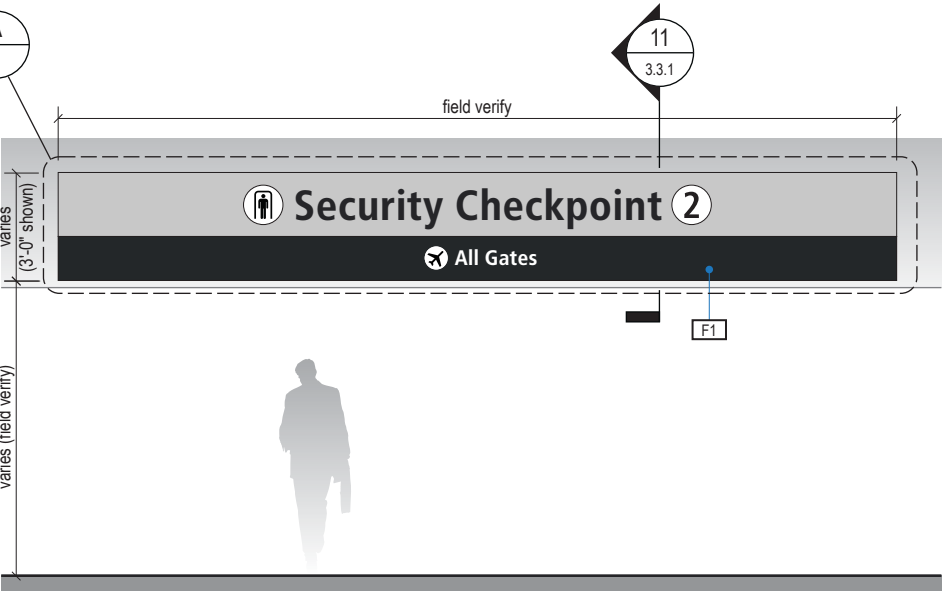 11
3.3.1
field verify
varies
(3'-0" shown)
Security Checkpoint 2
All Gates
F1
varies (field verify)